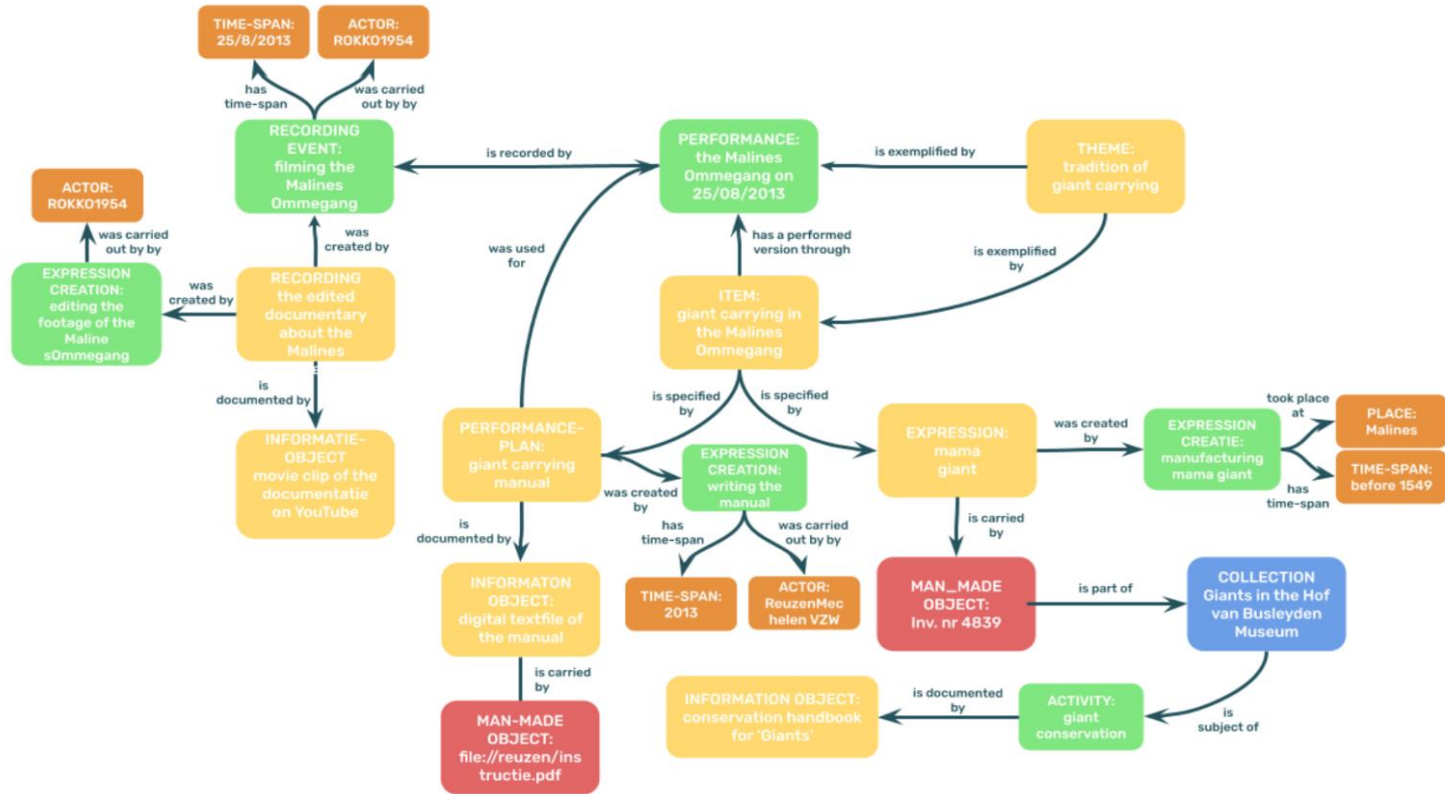 TIME-SPAN:
25/8/2013
ACTOR:
ROKKO1954
has
time-span
was carried
out by by
RECORDING
EVENT:
filming the
Malines
Ommegang
is recorded by
PERFORMANCE:
the Malines
Ommegang on
25/08/2013
is exemplified by
THEME:
tradition of
giant carrying
ACTOR:
ROKKO1954
was carried
out by by
was
created by
was used
for
has a performed
version through
is exemplified
by
EXPRESSION
CREATION:
editing the
footage of the
Maline
sOmmegang
was
created by
RECORDING
the edited
documentary
about the
Malines
ITEM:
giant carrying in
the Malines
Ommegang
is
documented by
is specified
by
is specified
by
INFORMATIE-
OBJECT
movie clip of the
documentatie
on YouTube
PERFORMANCE-
PLAN:
giant carrying
manual
was created
by
EXPRESSION
CREATION:
writing the
manual
EXPRESSION:
mama
giant
was created
by
EXPRESSION
CREATIE:
manufacturing
mama giant
took place
at
PLACE:
Malines
has
time-span
TIME-SPAN:
before 1549
is
documented by
has
time-span
was carried
out by by
is carried
by
INFORMATON
OBJECT:
digital textfile
of the manual
TIME-SPAN:
2013
ACTOR:
ReuzenMec
helen VZW
MAN_MADE
OBJECT:
Inv. nr 4839
is part of
COLLECTION
Giants in the Hof
van Busleyden
Museum
is carried
by
MAN-MADE
OBJECT:
file://reuzen/ins
tructie.pdf
INFORMATION OBJECT:
conservation handbook
for 'Giants'
is documented
by
ACTIVITY:
giant
conservation
is
subject of